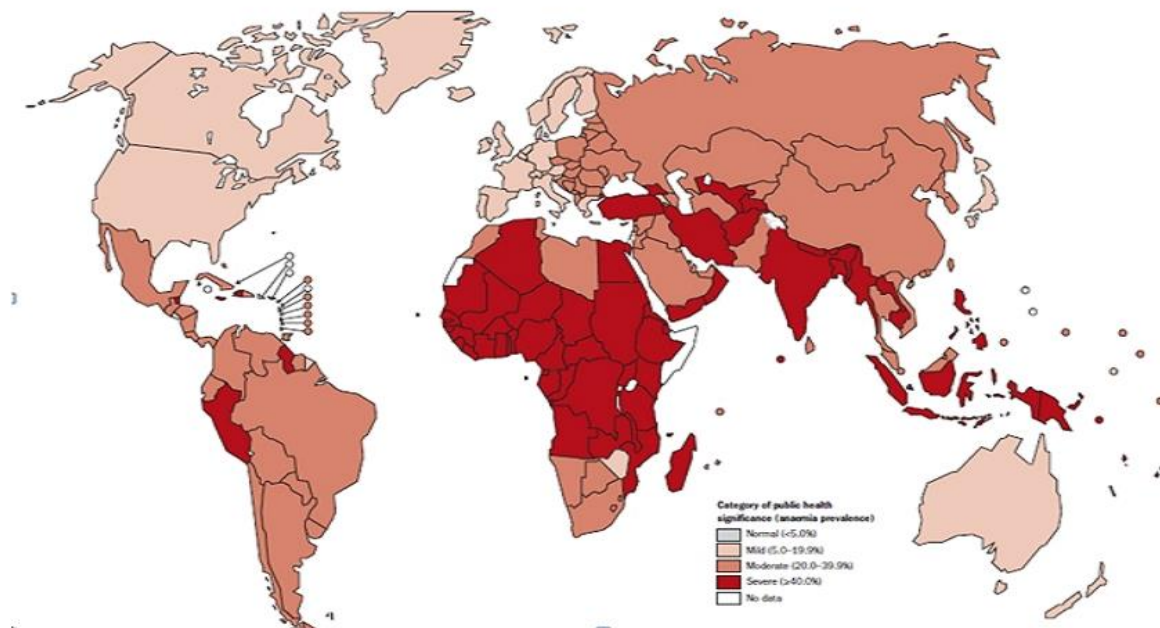 Category of public health
significance (anaemia prevalence)
Normal (<5.0%)
Mild (5.0–19.9%)
Moderate (20.0–39.9%)
Severe (≥40.0%)
No data